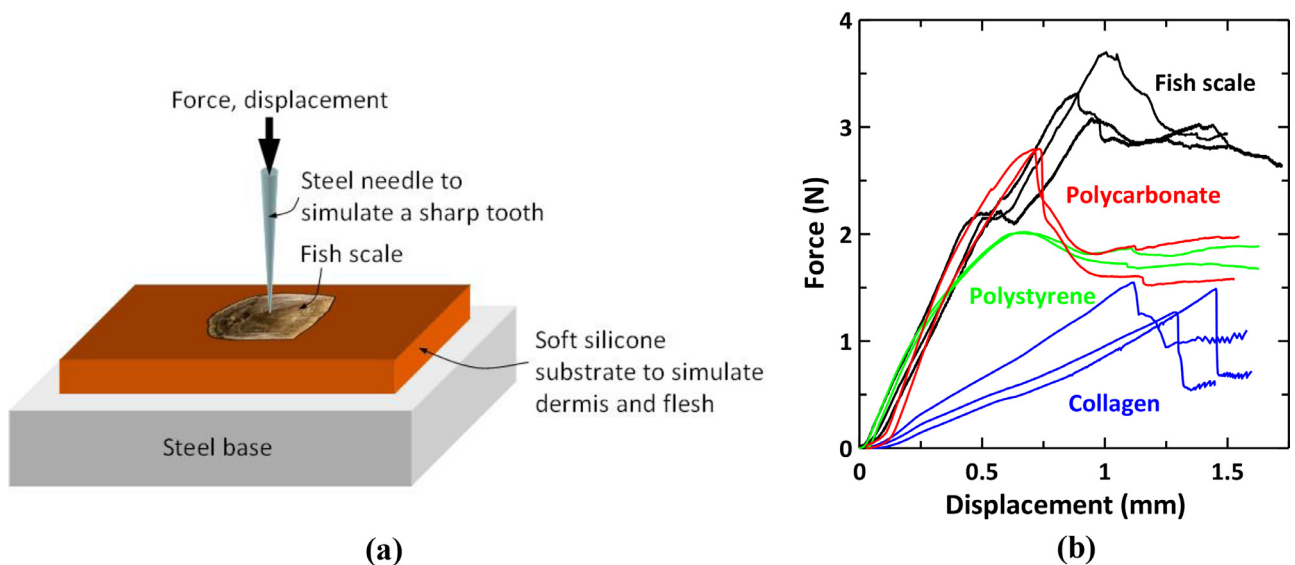 Force, displacement
Steel needle to
simulate a sharp tooth
Fish scale
Soft silicone
substrate to simulate
dermis and flesh
Steel base
(a)
4
3
2
1
0
Force (N)
Fish scale
Polycarbonate
Polystyrene
Collagen
0
0.5
1
1.5
Displacement (mm)
(b)